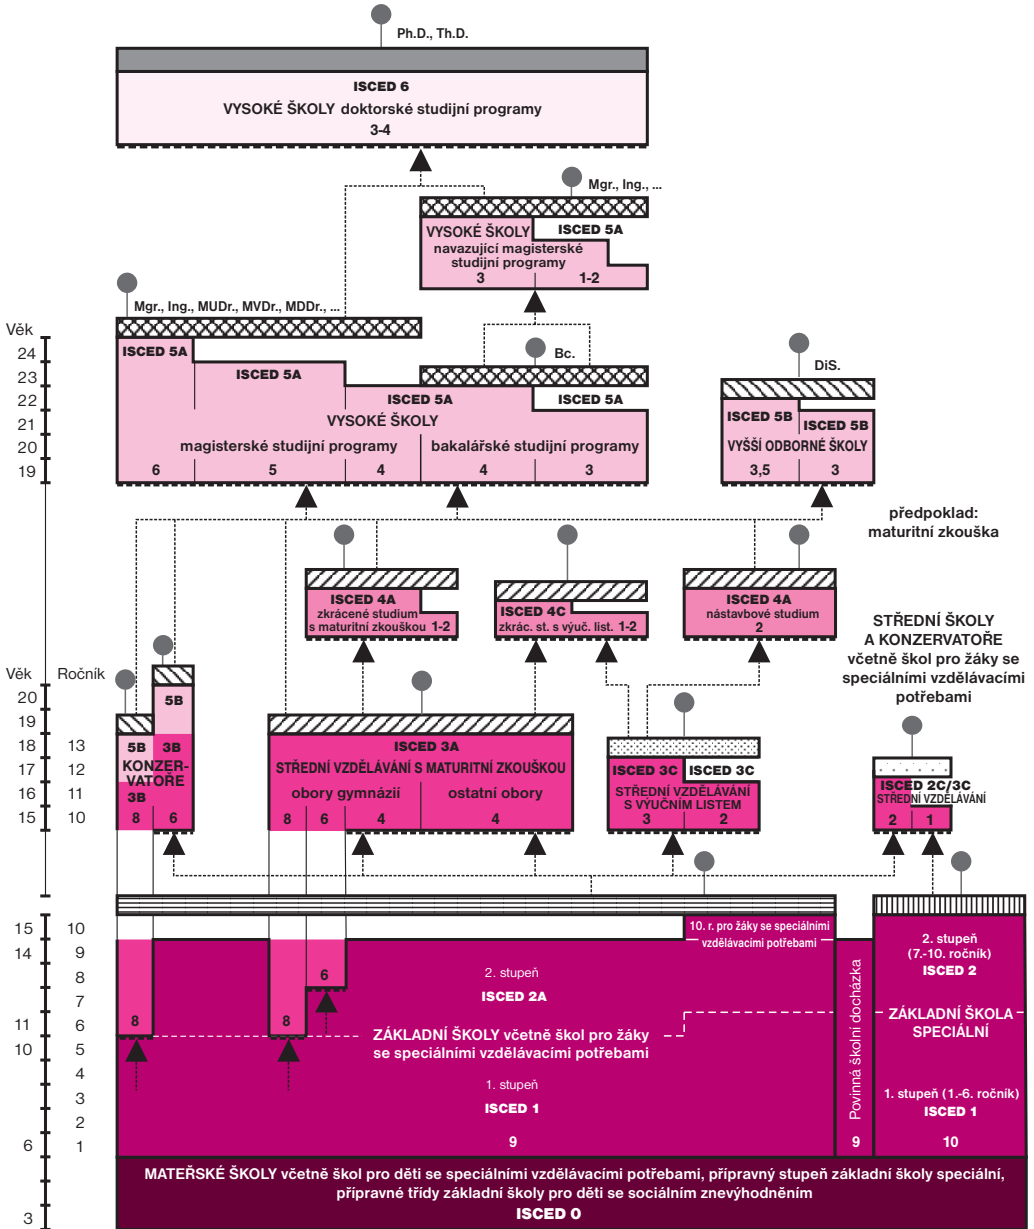 Ph.D., Th.D.
ISCED 6
VYSOKÉ ŠKOLY doktorské studijní programy
3-4
Mgr., Ing., ...
VYSOKÉ ŠKOLY
ISCED 5A
navazující magisterské
studijní programy
3
1-2
Mgr., Ing., MUDr., MVDr., MDDr., ...
Bc.
DiS.
Věk
24
23
22
21
20
19
ISCED 5A
ISCED 5A
ISCED 5A
ISCED 5A
VYSOKÉ ŠKOLY
magisterské studijní programy
bakalářské studijní programy
6
5
4
4
3
ISCED 5B
ISCED 5B
VYŠŠÍ ODBORNÉ ŠKOLY
3,5
3
předpoklad:
maturitní zkouška
ISCED 4A
zkrácené studium
s maturitní zkouškou 1-2
ISCED 4C
zkrác. st. s výuč. list. 1-2
ISCED 4A
nástavbové studium
2
STŘEDNÍ ŠKOLY
A KONZERVATOŘE
včetně škol pro žáky se
speciálními vzdělávacími
potřebami
Věk
Ročník
20
19
18 13
17 12
16 11
15 10
5B
5B
3B
KONZER-
VATOŘE
3B
8
6
ISCED 3A
STŘEDNÍ VZDĚLÁVÁNÍ S MATURITNÍ ZKOUŠKOU
obory gymnázií
ostatní obory
8
6
4
4
ISCED 3C
ISCED 3C
STŘEDNÍ VZDĚLÁVÁNÍ
S VÝUČNÍM LISTEM
3
2
ISCED 2C/3C
STŘEDNÍ VZDĚLÁVÁNÍ
2
1
15 10
14 9
8
7
11 6
10 5
4
3
2
6 1
3
10. r. pro žáky se speciálními
vzdělávacími potřebami
8
8
6
2. stupeň
ISCED 2A
ZÁKLADNÍ ŠKOLY včetně škol pro žáky
se speciálními vzdělávacími potřebami
1. stupeň
ISCED 1
9
Povinná školní docházka
9
2. stupeň
(7.-10. ročník)
ISCED 2
ZÁKLADNÍ ŠKOLA
SPECIÁLNÍ
1. stupeň (1.-6. ročník)
ISCED 1
10
MATEŘSKÉ ŠKOLY včetně škol pro děti se speciálními vzdělávacími potřebami, přípravný stupeň základní školy speciální,
přípravné třídy základní školy pro děti se sociálním znevýhodněním
ISCED 0